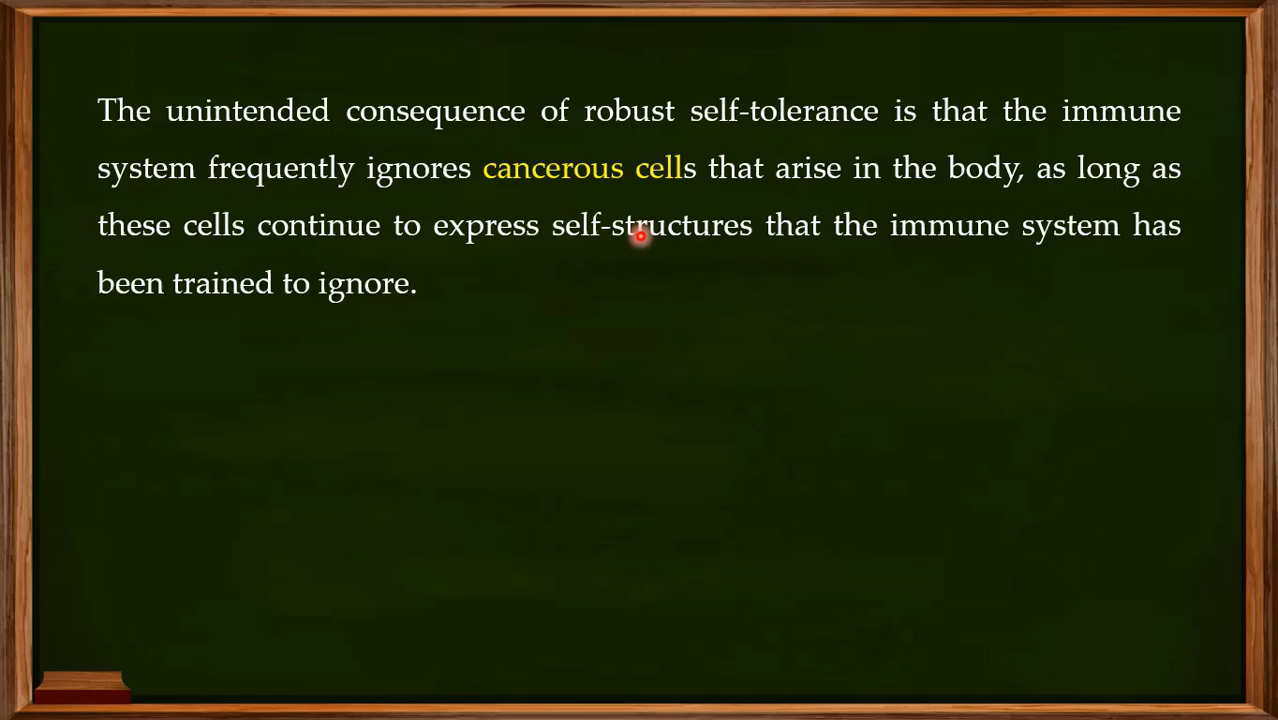 The unintended consequence of robust self-tolerance is that the immune
system frequently ignores cancerous cells that arise in the body, as long as
these cells continue to express self-structures that the immune system has
been trained to ignore.